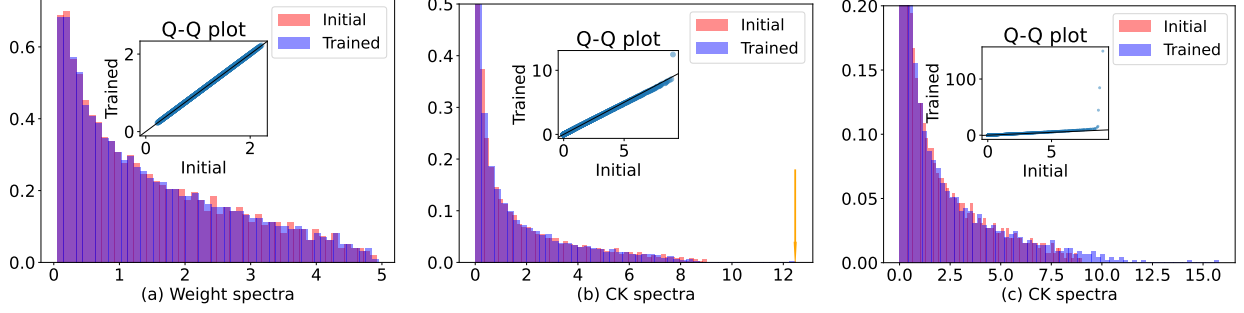 0.6
0.4
0.2
0.0
0
1
2
3
4
5
(a) Weight spectra
Initial
Trained
Q-Q plot
Trained
2
0
0
2
Initial
0.5
0.4
0.3
0.2
0.1
0.0
0
2
4
6
8
10
12
(b) CK spectra
Initial
Trained
Q-Q plot
Trained
10
0
0
5
Initial
0.20
0.15
0.10
0.05
0.00
0.0
2.5
5.0
7.5
10.0
12.5
15.0
(c) CK spectra
Initial
Trained
Q-Q plot
Trained
100
0
0
5
Initial